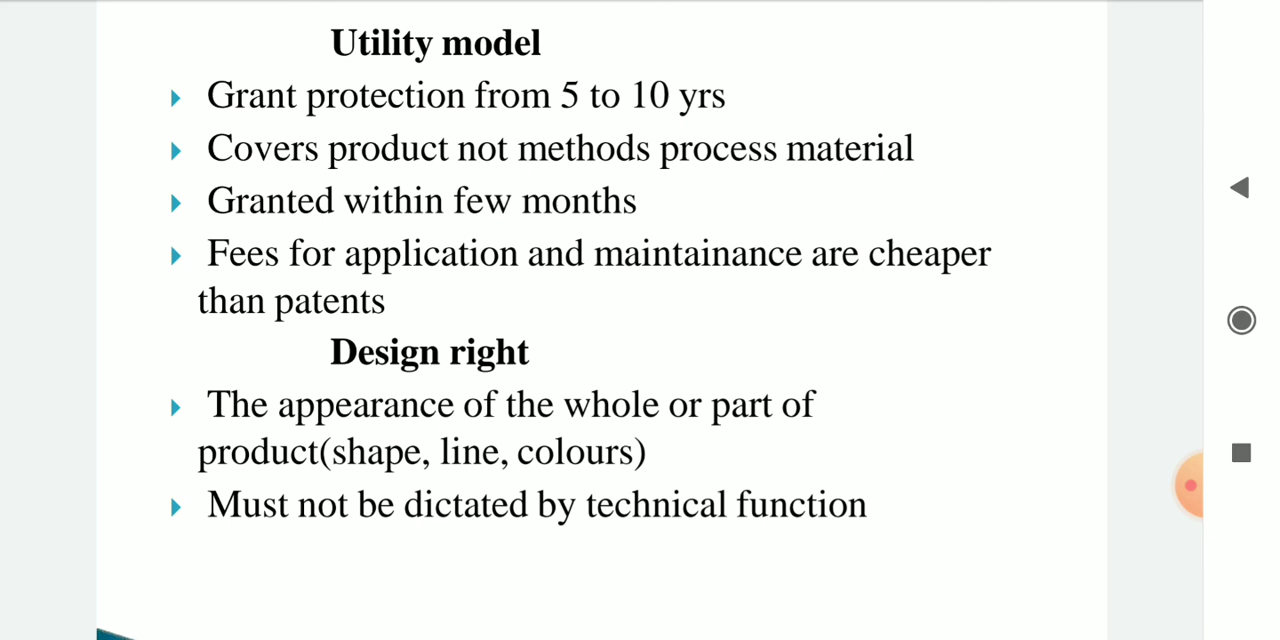 Utility model
Grant protection from 5 to 10 yrs
Covers product not methods process material
Granted within few months
Fees for application and maintainance are cheaper
than patents
Design right
The appearance of the whole or part of
product(shape, line, colours)
Must not be dictated by technical function